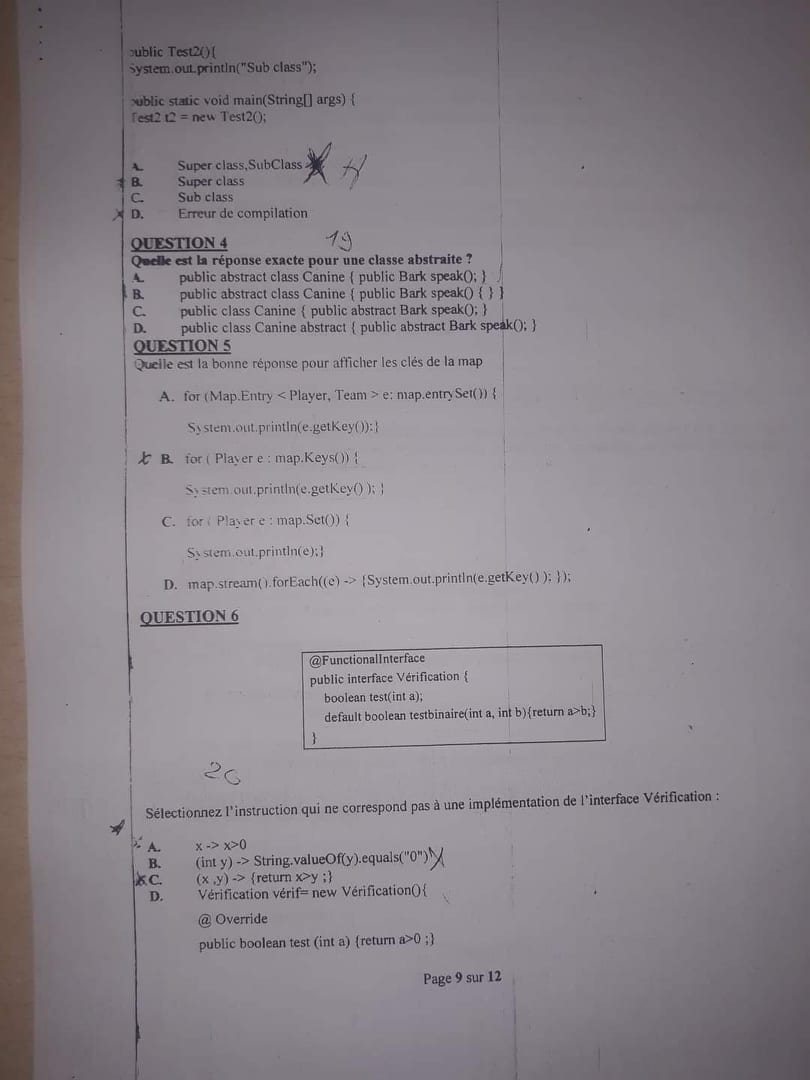 public Test2(){
System.out.println("Sub class");
public static void main(String[] args) {
Test2 t2 = new Test2();
A. Super class,SubClass
B. Super class
C. Sub class
D. Erreur de compilation
QUESTION 4
19
Quelle est la réponse exacte pour une classe abstraite ?
A. public abstract class Canine { public Bark speak(); }
B. public abstract class Canine { public Bark speak() { } }
C. public class Canine { public abstract Bark speak(); }
D. public class Canine abstract { public abstract Bark speak(); }
QUESTION 5
Quelle est la bonne réponse pour afficher les clés de la map
A. for (Map.Entry < Player, Team > e: map.entrySet()) {
System.out.println(e.getKey());}
B. for ( Player e : map.Keys()) {
System.out.println(e.getKey() ); }
C. for ( Player e : map.Set()) {
System.out.println(e);}
D. map.stream().forEach((e) -> {System.out.println(e.getKey() ); });
QUESTION 6
@FunctionalInterface
public interface Vérification {
boolean test(int a);
default boolean testbinaire(int a, int b){return a>b;}
}
Sélectionnez l'instruction qui ne correspond pas à une implémentation de l'interface Vérification :
A. x -> x>0
B. (int y) -> String.valueOf(y).equals("0")
C. (x ,y) -> {return x>y ;}
D. Vérification vérif= new Vérification(){
@ Override
public boolean test (int a) {return a>0 ;}
Page 9 sur 12